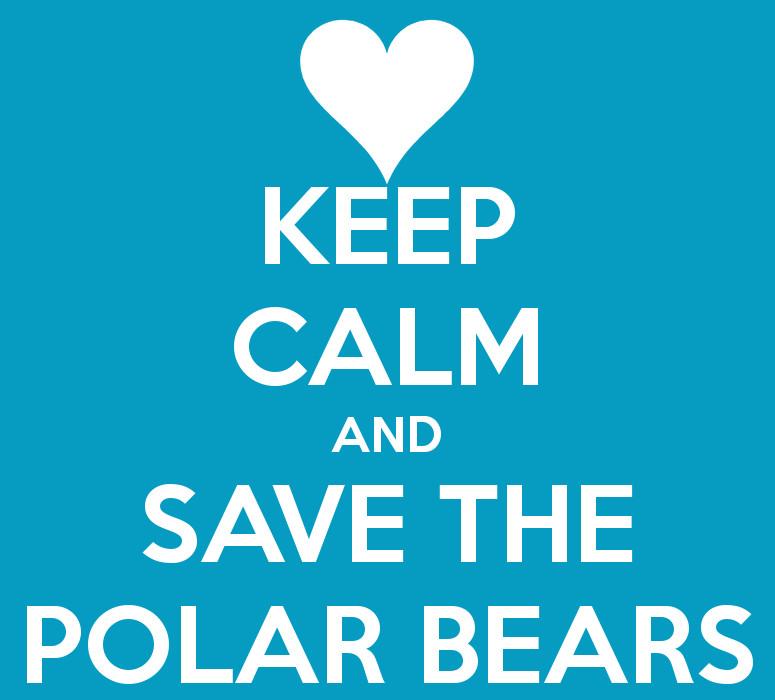 KEEP
CALM
AND
SAVE THE
POLAR BEARS